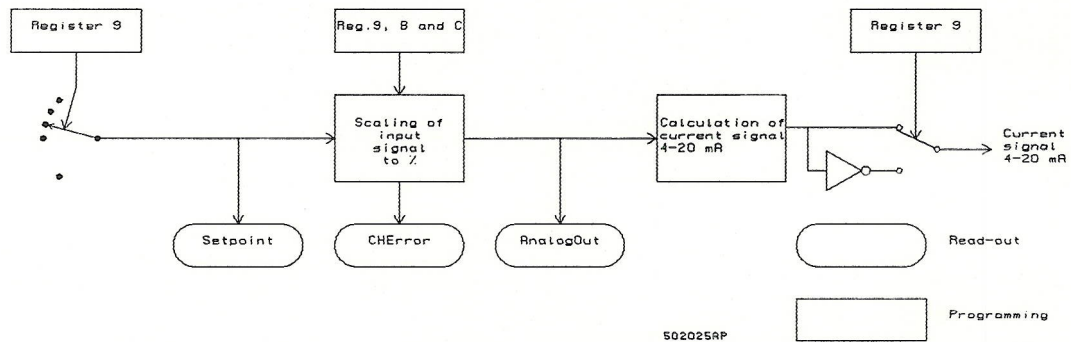 Register 9
Reg.9, B and C
Register 9
Scaling of
input
signal
to %
Calculation of
current signal
4-20 mA
Current
signal
4-20 mA
Setpoint
CHError
AnalogOut
Read-out
Programming
502025RP